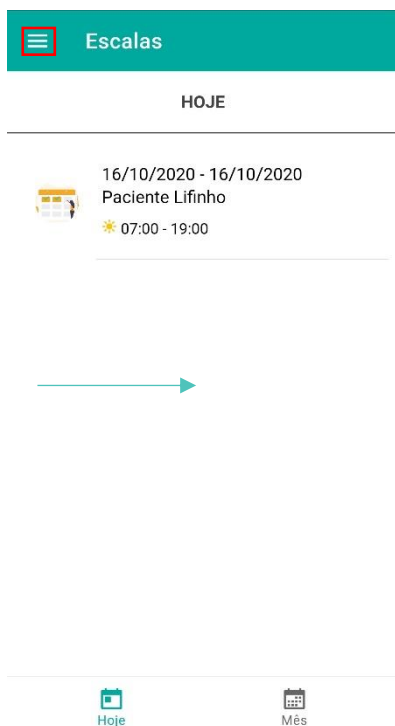 Escalas
HOJE
16/10/2020 - 16/10/2020
Paciente Lifinho
07:00 - 19:00
Hoje
Mês